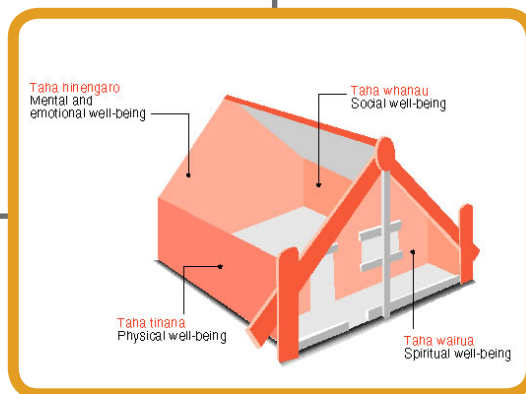 Taha hinengaro
Mental and
emotional well-being
Taha whanau
Social well-being
Taha tinana
Physical well-being
Taha wairua
Spiritual well-being